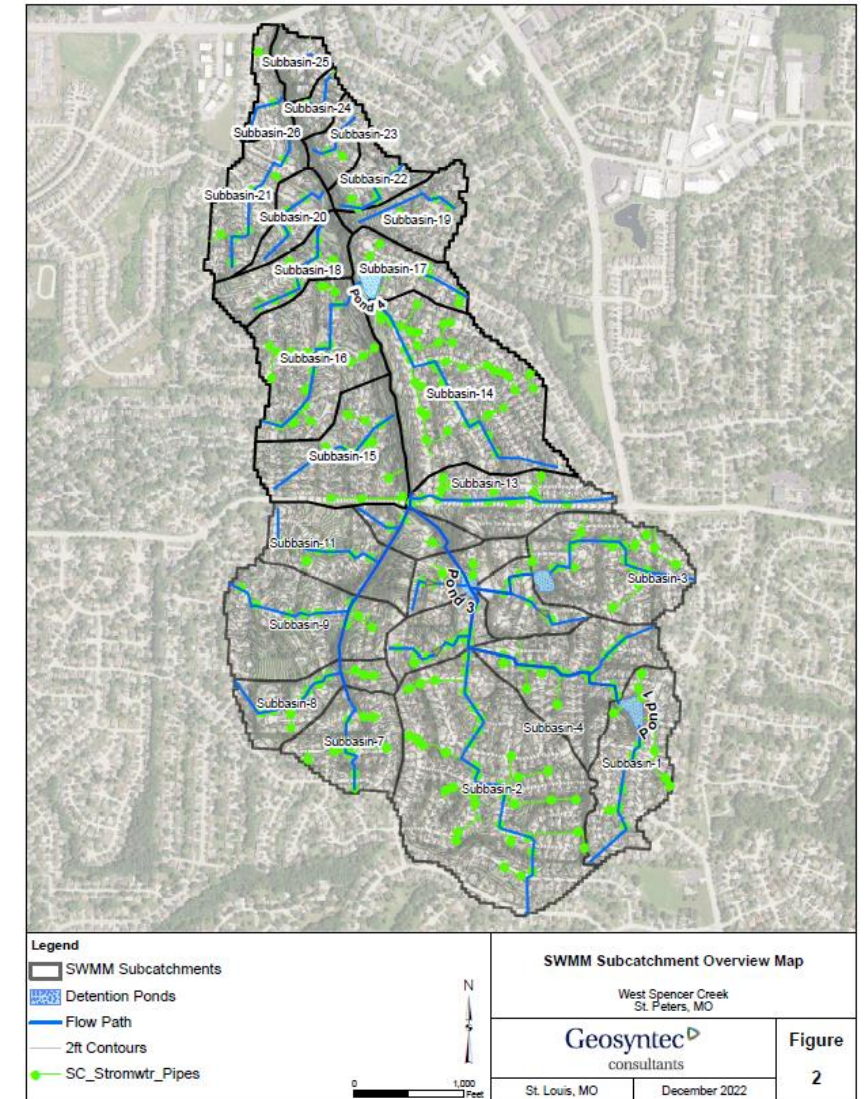 Subbasin-25
Subbasin-24
Subbasin-26
Subbasin-23
Subbasin-22
Subbasin-21
Subbasin-20
Subbasin-19
Subbasin-18
Subbasin-17
Pond 4
Subbasin-16
Subbasin-14
Subbasin-15
Subbasin-13
Subbasin-11
Pond 3
Subbasin-3
Subbasin-9
Subbasin-8
Pond 1
Subbasin-4
Subbasin-7
Subbasin-1
Subbasin-2
Legend
SWMM Subcatchments
Detention Ponds
Flow Path
2ft Contours
SC_Stromwtr_Pipes
N
0 1,000
Feet
SWMM Subcatchment Overview Map
West Spencer Creek
St. Peters, MO
Geosyntec
consultants
Figure
2
St. Louis, MO
December 2022